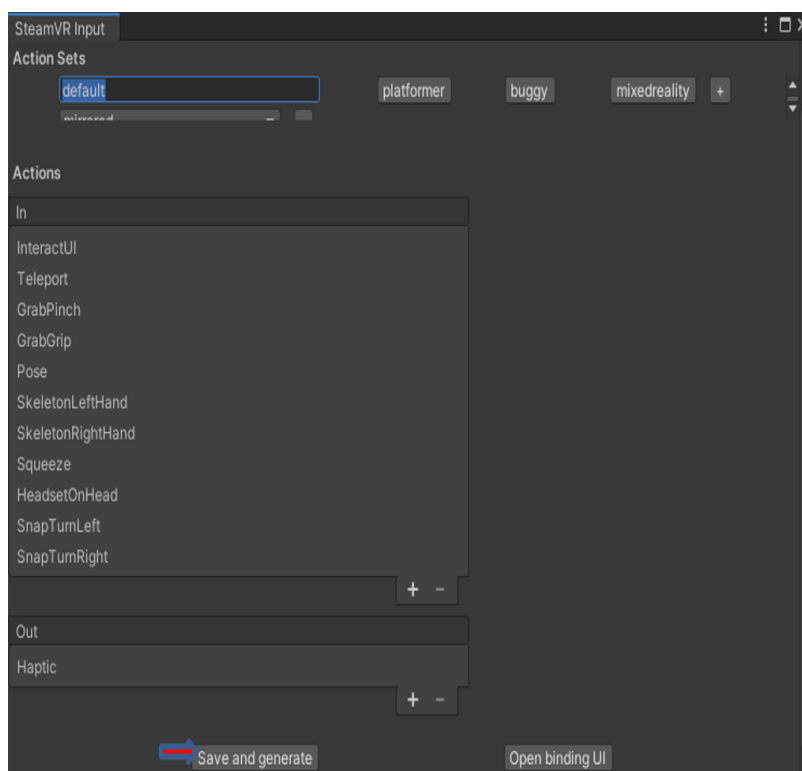 SteamVR Input
Action Sets
default platformer buggy mixedreality +
mirrored
Actions
In
InteractUI
Teleport
GrabPinch
GrabGrip
Pose
SkeletonLeftHand
SkeletonRightHand
Squeeze
HeadsetOnHead
SnapTurnLeft
SnapTurnRight
+ -
Out
Haptic
+ -
Save and generate Open binding UI